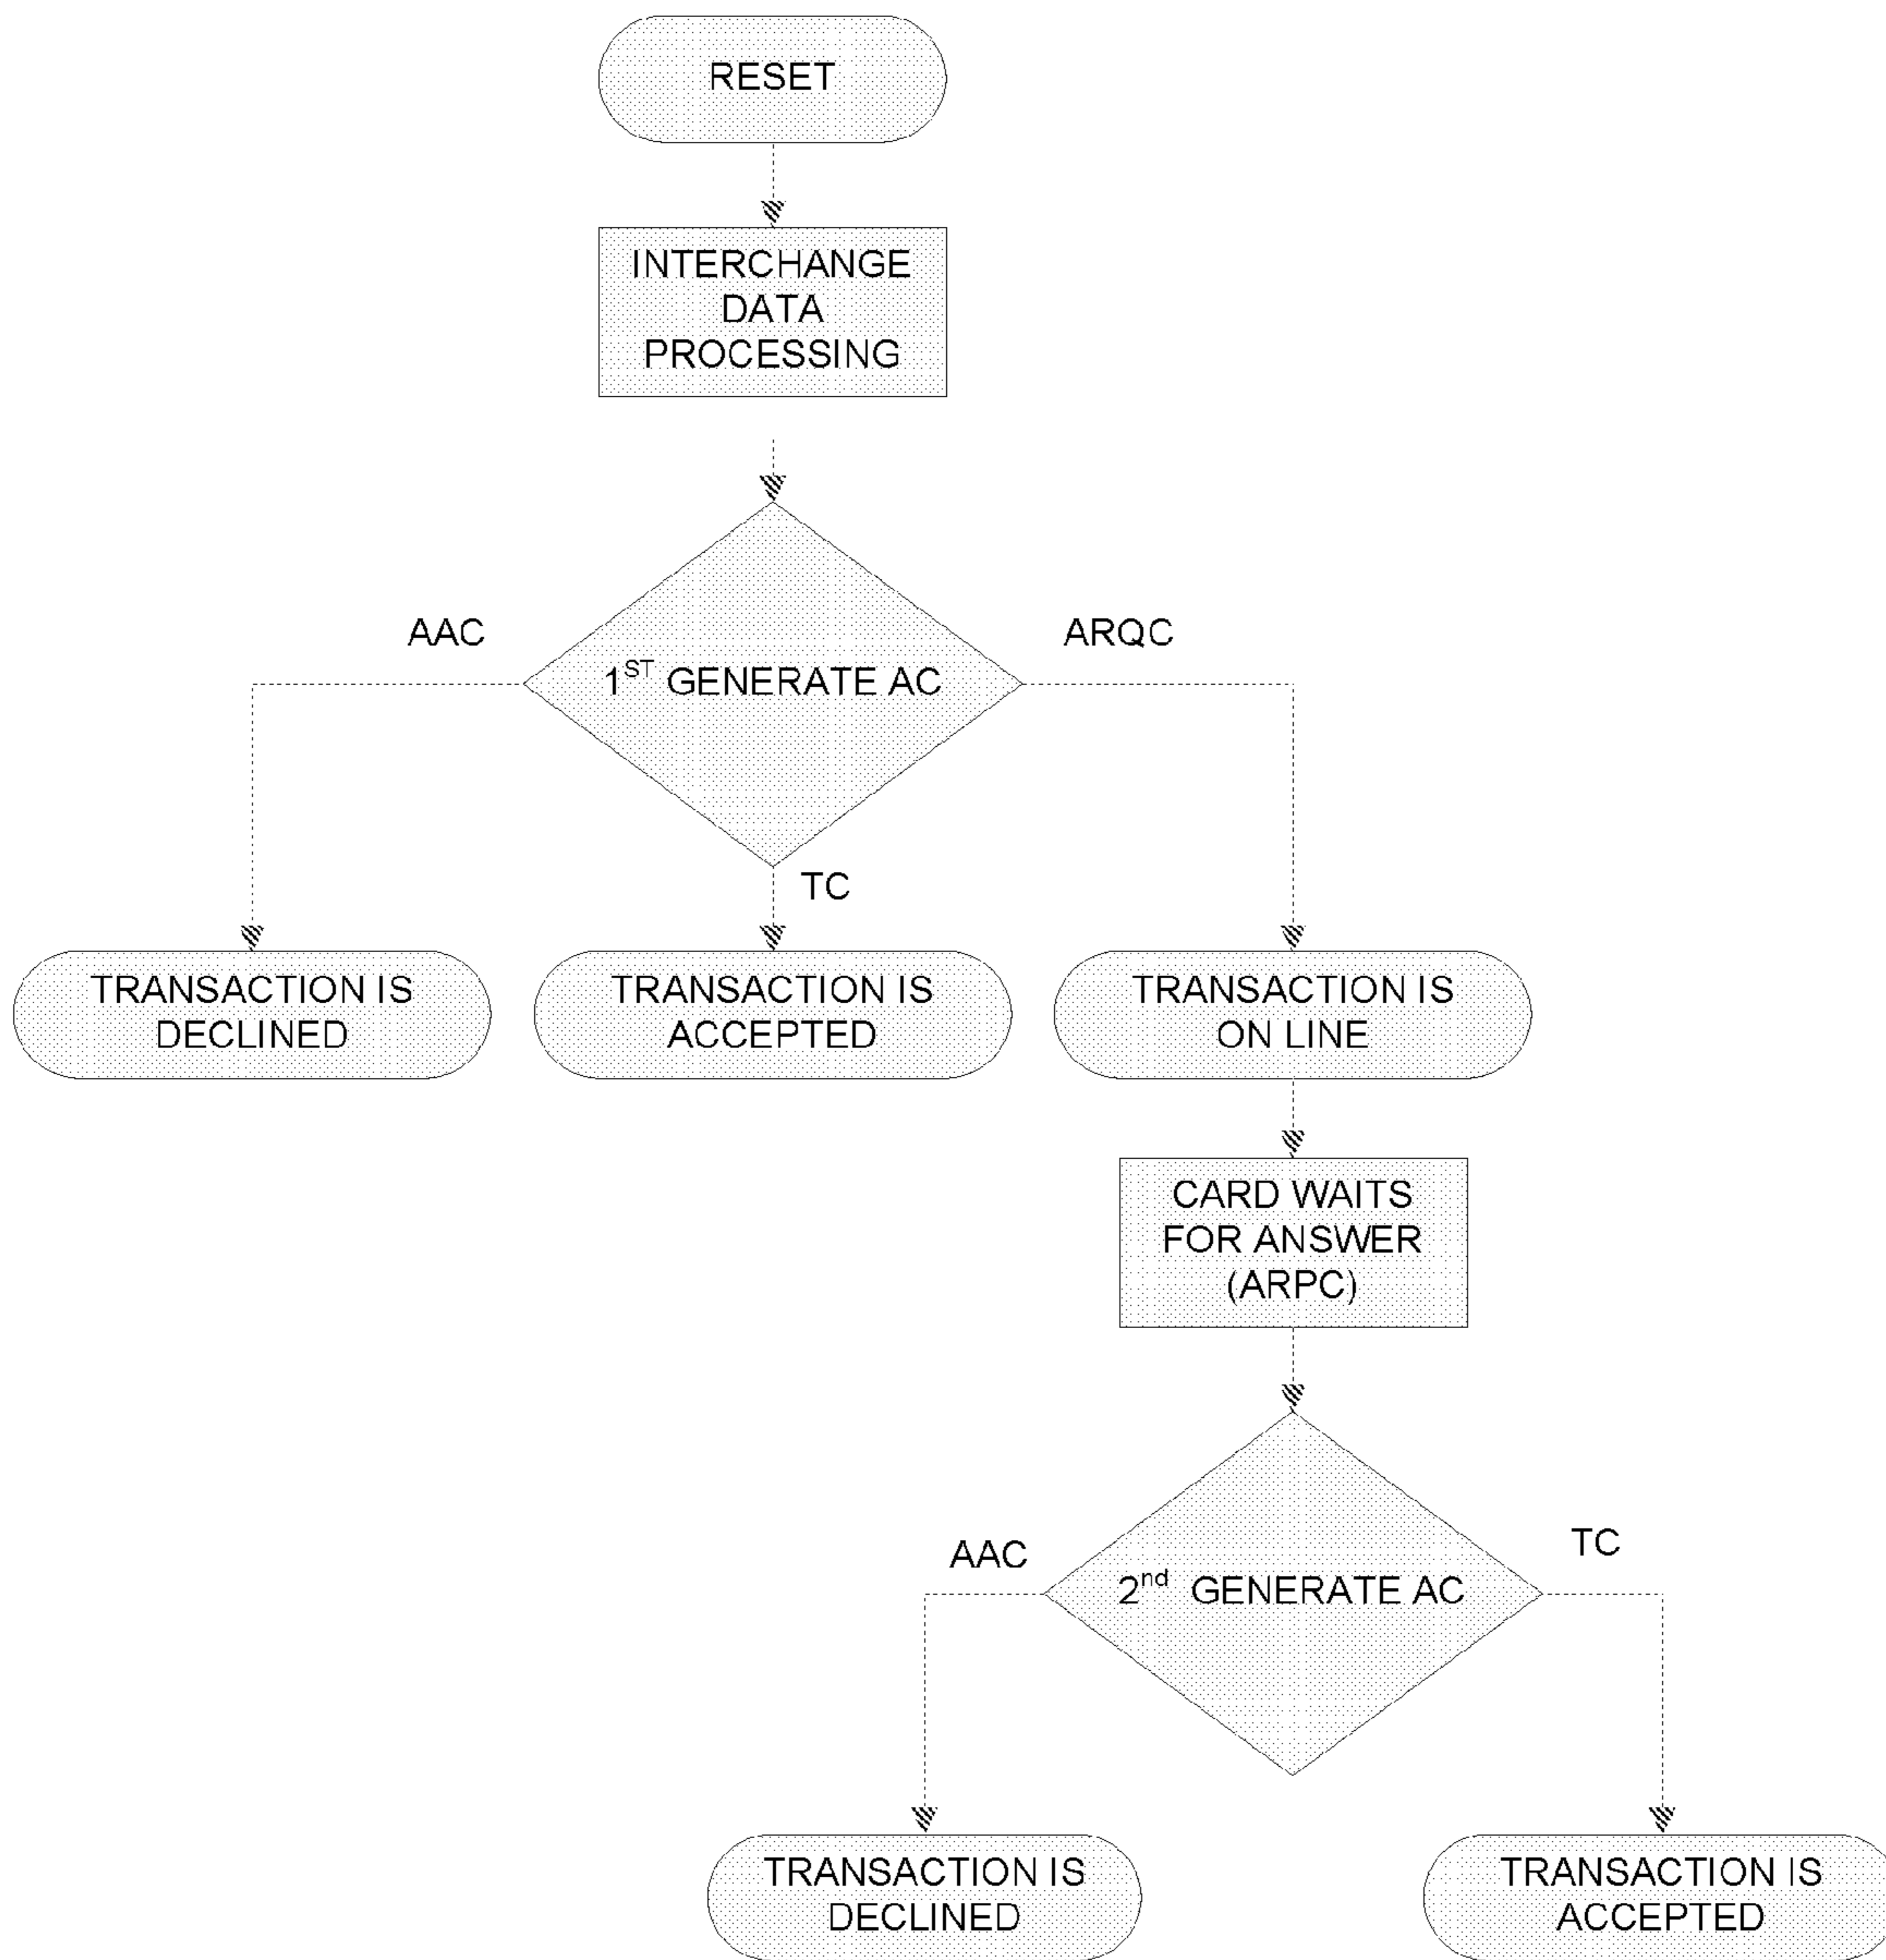 RESET
INTERCHANGE
DATA
PROCESSING
AAC
ARQC
1ST GENERATE AC
TC
TRANSACTION IS
DECLINED
TRANSACTION IS
ACCEPTED
TRANSACTION IS
ON LINE
CARD WAITS
FOR ANSWER
(ARPC)
AAC
TC
2nd GENERATE AC
TRANSACTION IS
DECLINED
TRANSACTION IS
ACCEPTED